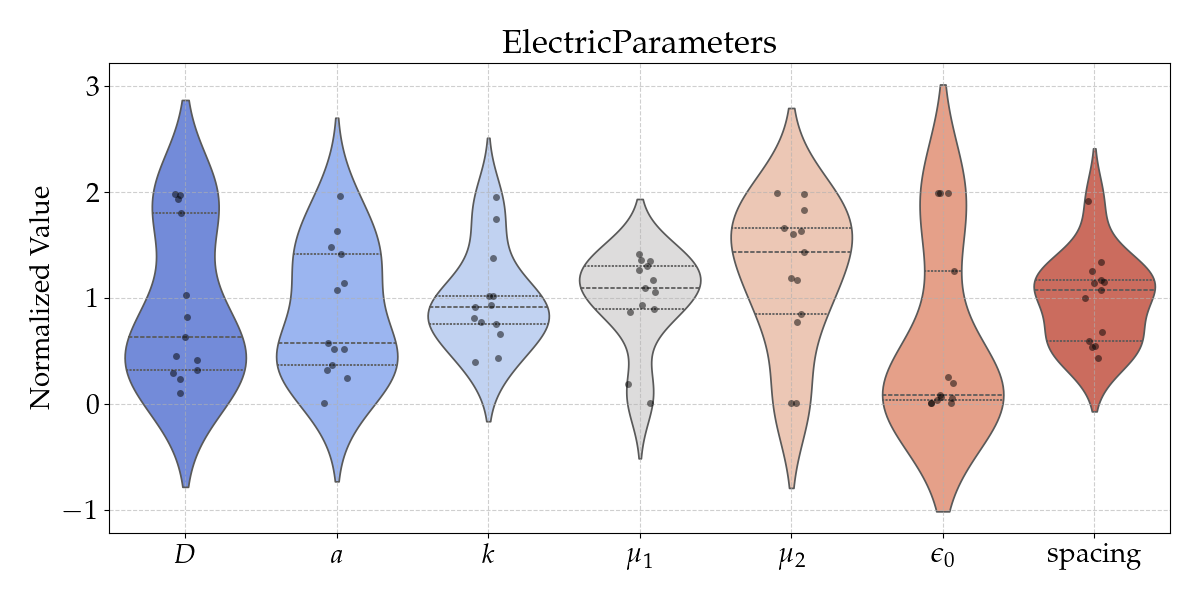 ElectricParameters
Normalized Value
3
2
1
0
−1
D a k μ₁ μ₂ ϵ₀ spacing